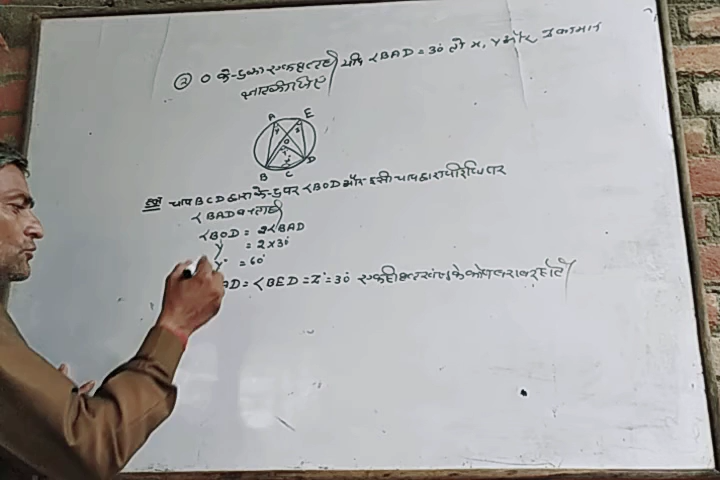 ② O केन्द्र का एक वृत्त है यदि <BAD = 30° तो x, y और z का मान
ज्ञात कीजिए
A E
y z
O
y
x
B C D
हल चाप BCD द्वारा केन्द्र पर <BOD और इसी चाप द्वारा परिधि पर
<BAD बनता है
<BOD = 2<BAD
y = 2×30°
y° = 60°
AD = <BED = Z° = 30° एक ही वृत्तखंड के कोण बराबर होते